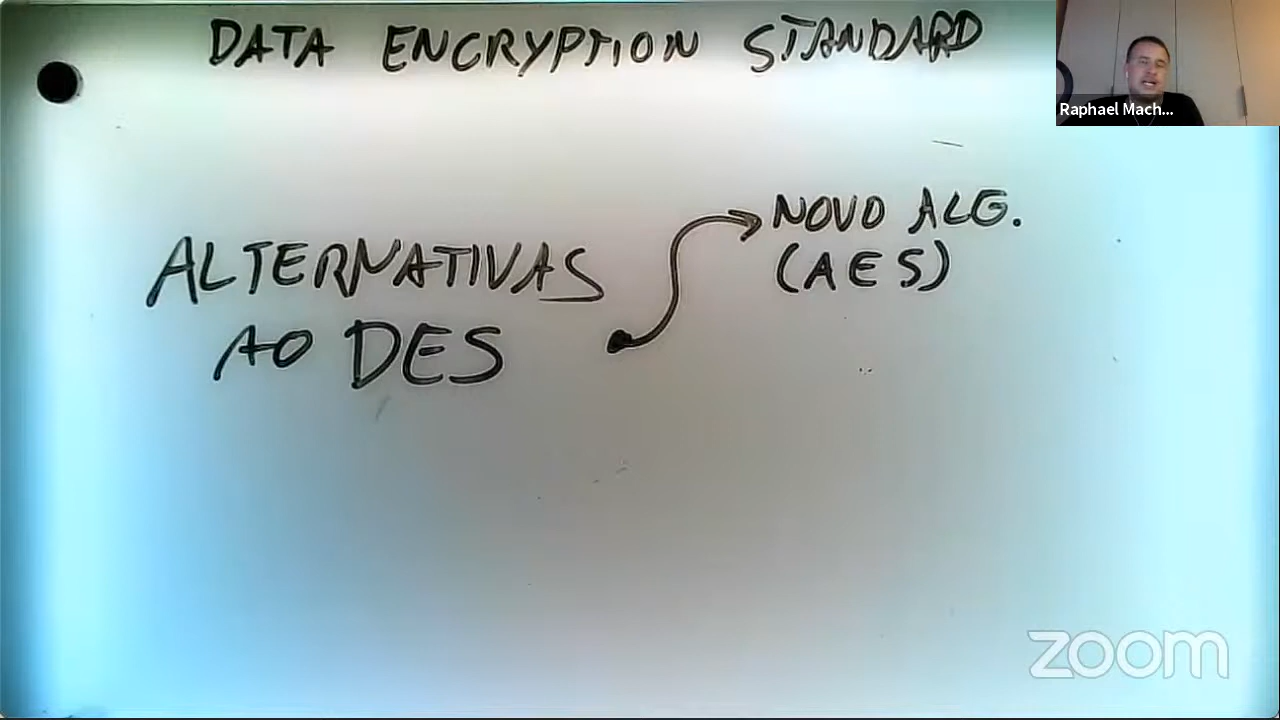 DATA ENCRYPTION STANDARD
Raphael Mach...
NOVO ALG.
(AES)
ALTERNATIVAS
AO DES
zoom